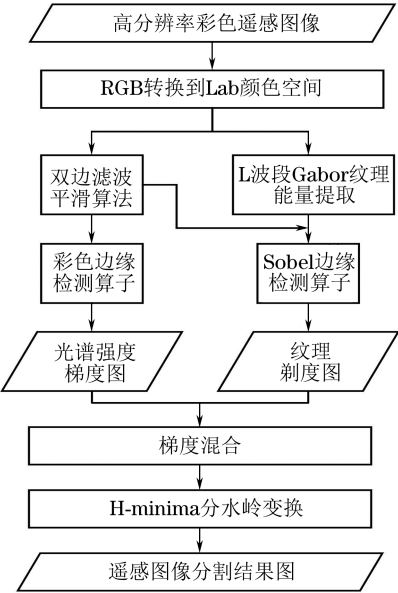 高分辨率彩色遥感图像
RGB转换到Lab颜色空间
双边滤波
平滑算法
L波段Gabor纹理
能量提取
彩色边缘
检测算子
Sobel边缘
检测算子
光谱强度
梯度图
纹理
剃度图
梯度混合
H-minima分水岭变换
遥感图像分割结果图